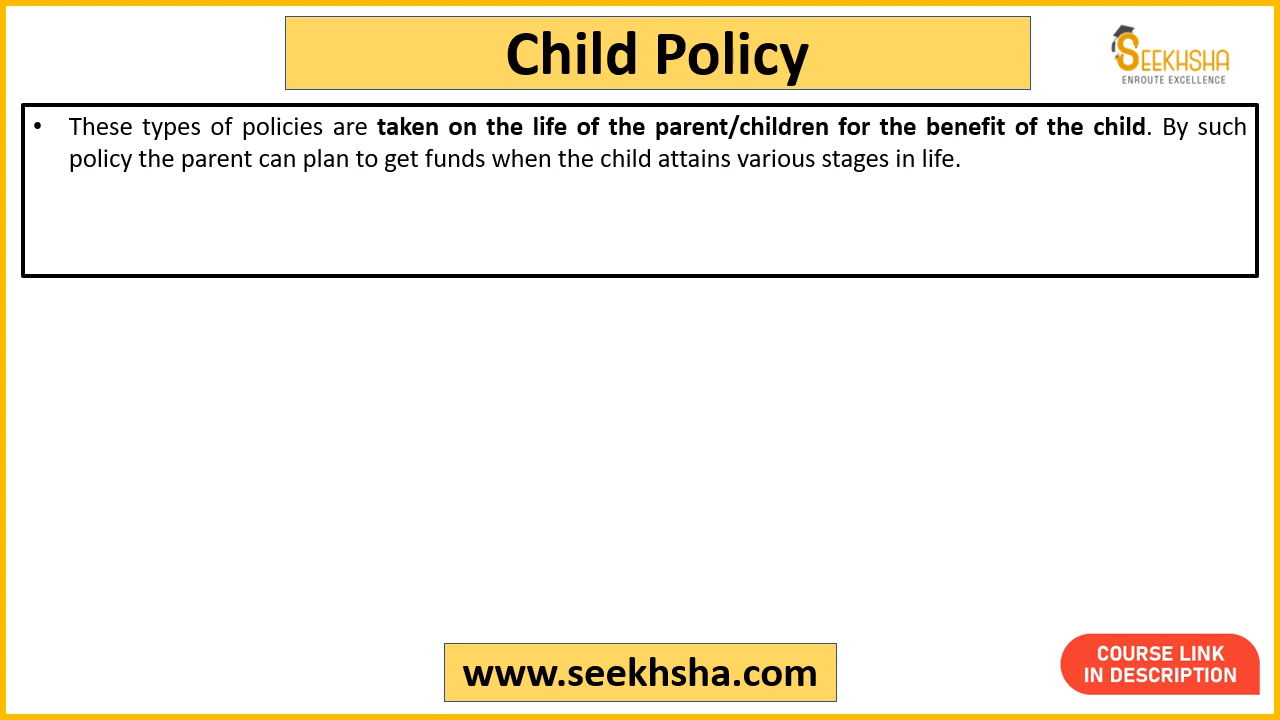 Child Policy
SEEKHSHA
ENROUTE EXCELLENCE
• These types of policies are taken on the life of the parent/children for the benefit of the child. By such
policy the parent can plan to get funds when the child attains various stages in life.
www.seekhsha.com
COURSE LINK
IN DESCRIPTION